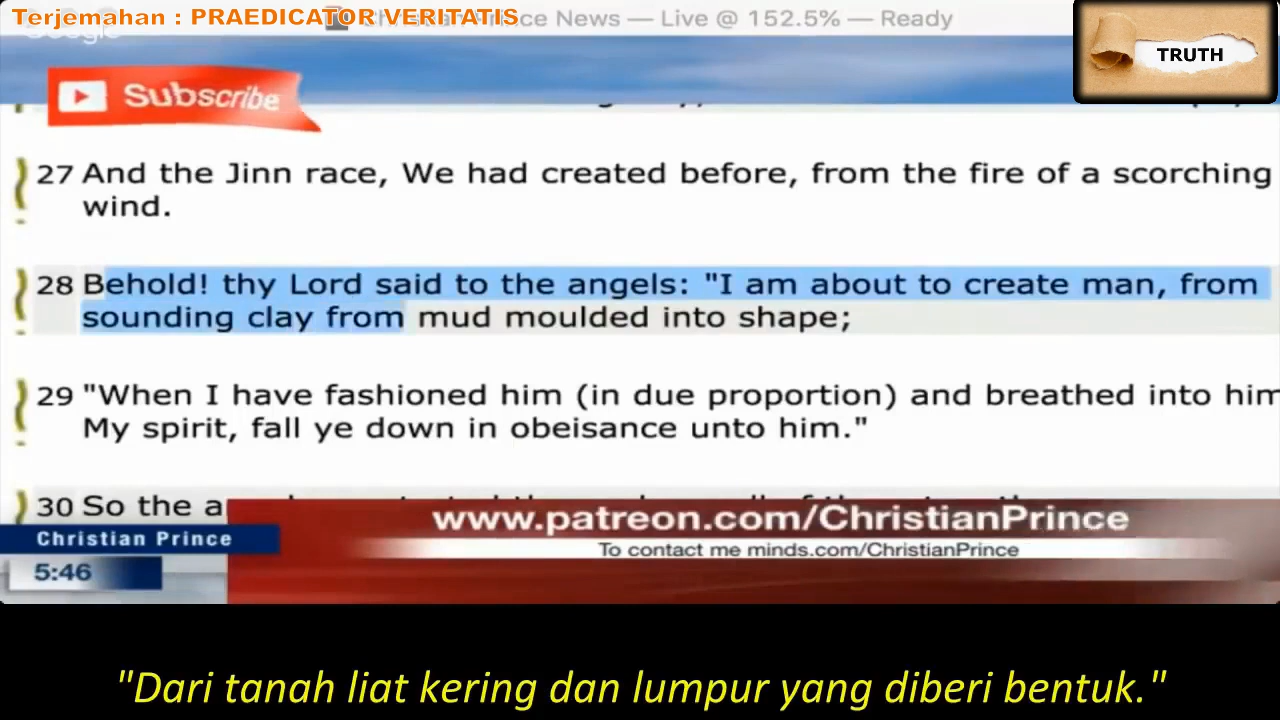 Terjemahan : PRAEDICATOR VERITATIS
Prince News — Live @ 152.5% — Ready
Google
TRUTH
Subscribe
27 And the Jinn race, We had created before, from the fire of a scorching
wind.
28 Behold! thy Lord said to the angels: "I am about to create man, from
sounding clay from mud moulded into shape;
29 "When I have fashioned him (in due proportion) and breathed into him
My spirit, fall ye down in obeisance unto him."
30 So the
www.patreon.com/ChristianPrince
Christian Prince
To contact me minds.com/ChristianPrince
5:46
"Dari tanah liat kering dan lumpur yang diberi bentuk."